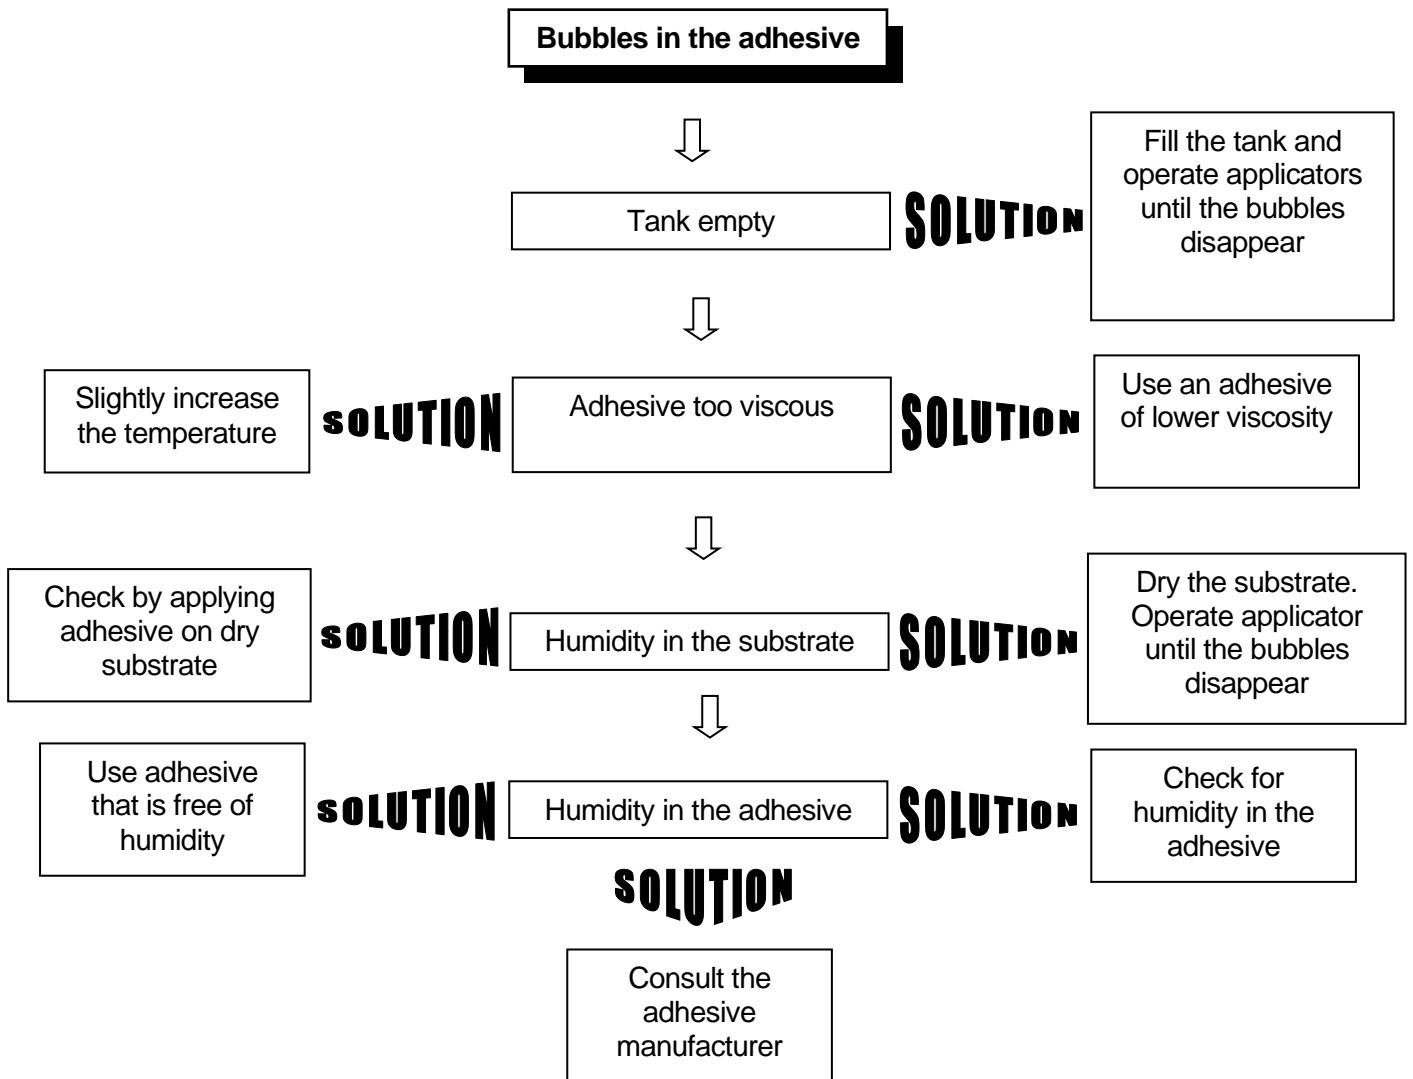 Bubbles in the adhesive
Tank empty
SOLUTION
Fill the tank and
operate applicators
until the bubbles
disappear
Slightly increase
the temperature
SOLUTION
Adhesive too viscous
SOLUTION
Use an adhesive
of lower viscosity
Check by applying
adhesive on dry
substrate
SOLUTION
Humidity in the substrate
SOLUTION
Dry the substrate.
Operate applicator
until the bubbles
disappear
Use adhesive
that is free of
humidity
SOLUTION
Humidity in the adhesive
SOLUTION
Check for
humidity in the
adhesive
SOLUTION
Consult the
adhesive
manufacturer